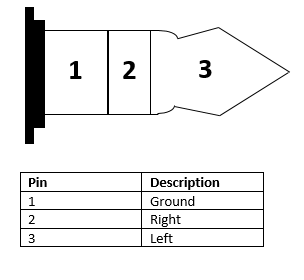 1 2 3
Pin Description
1 Ground
2 Right
3 Left